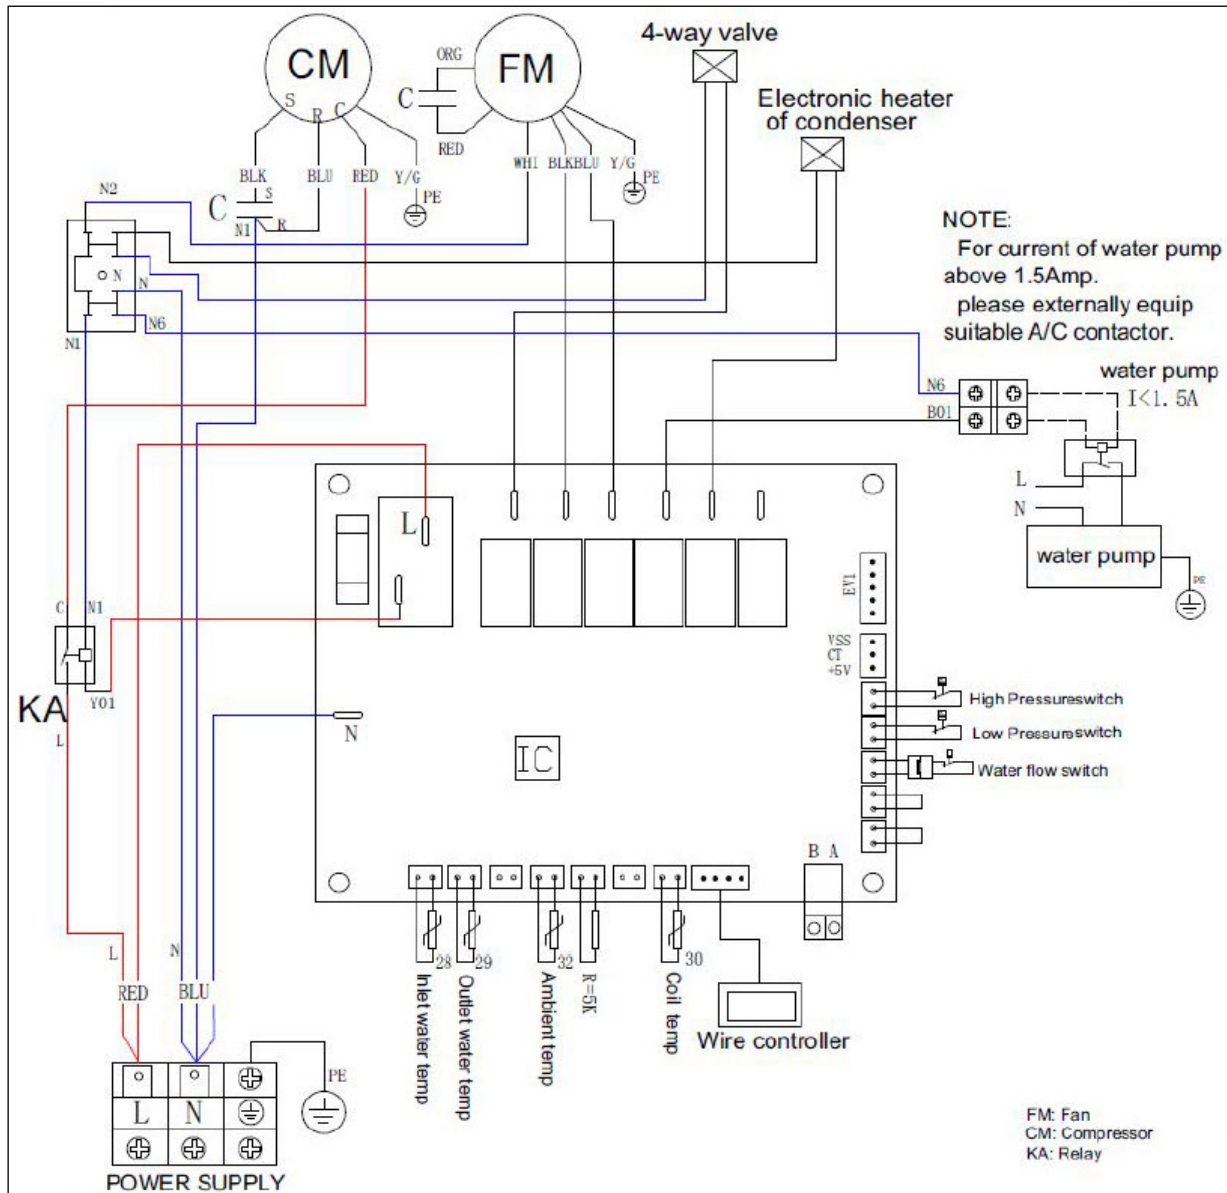 4-way valve
CM
FM
ORG
C
S
R
C
Electronic heater
of condenser
RED
WHI
BLK
BLU
Y/G
PE
BLK
BLU
RED
Y/G
PE
N2
C
S
N1
R
NOTE:
For current of water pump
above 1.5Amp.
please externally equip
suitable A/C contactor.
N
N
N6
N1
water pump
I<1.5A
N6
B01
L
N
water pump
PE
L
EV1
VSS
CT
+5V
C
N1
KA
Y01
L
N
IC
High Pressureswitch
Low Pressureswitch
Water flow switch
B A
28
29
32
30
Inlet water temp
Outlet water temp
Ambient temp
R=5K
Coil temp
Wire controller
L
N
RED
BLU
PE
L
N
POWER SUPPLY
FM: Fan
CM: Compressor
KA: Relay